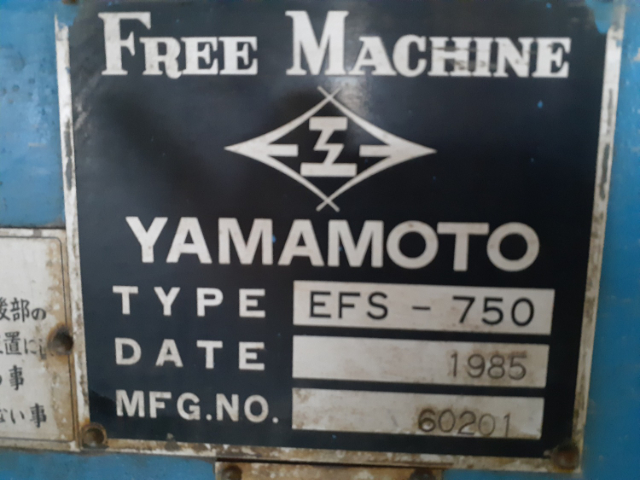 FREE MACHINE
YAMAMOTO
TYPE EFS - 750
DATE 1985
MFG.NO. 60201
後部の
置に
事
ない事